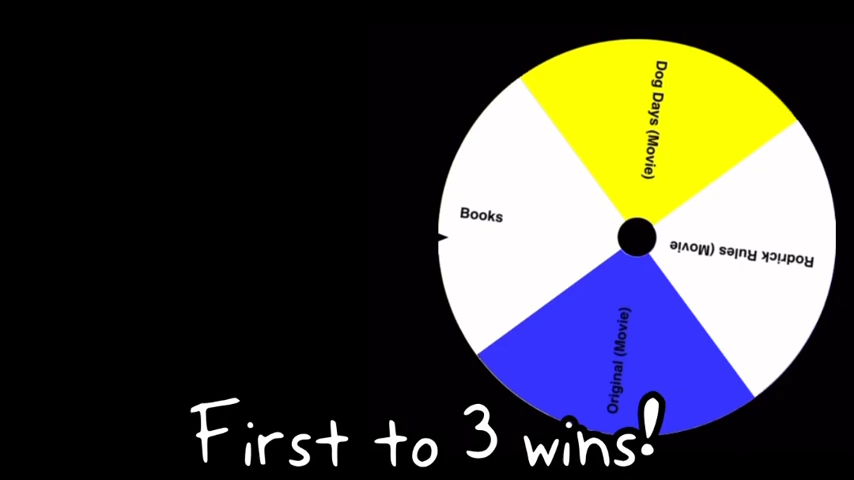 Dog Days (Movie)
Books
Rodrick Rules (Movie
Original (Movie)
First to 3 wins!